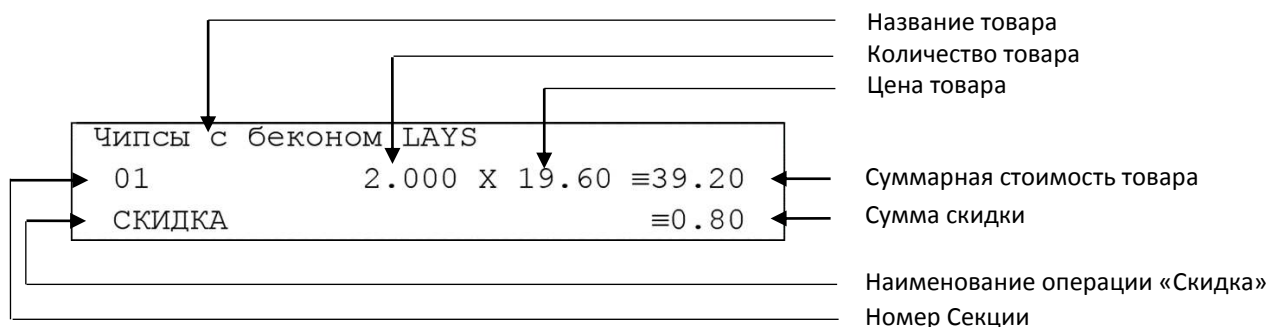 Название товара
Количество товара
Цена товара
Чипсы с беконом LAYS
01 2.000 X 19.60 ≡39.20
Суммарная стоимость товара
СКИДКА ≡0.80
Сумма скидки
Наименование операции «Скидка»
Номер Секции